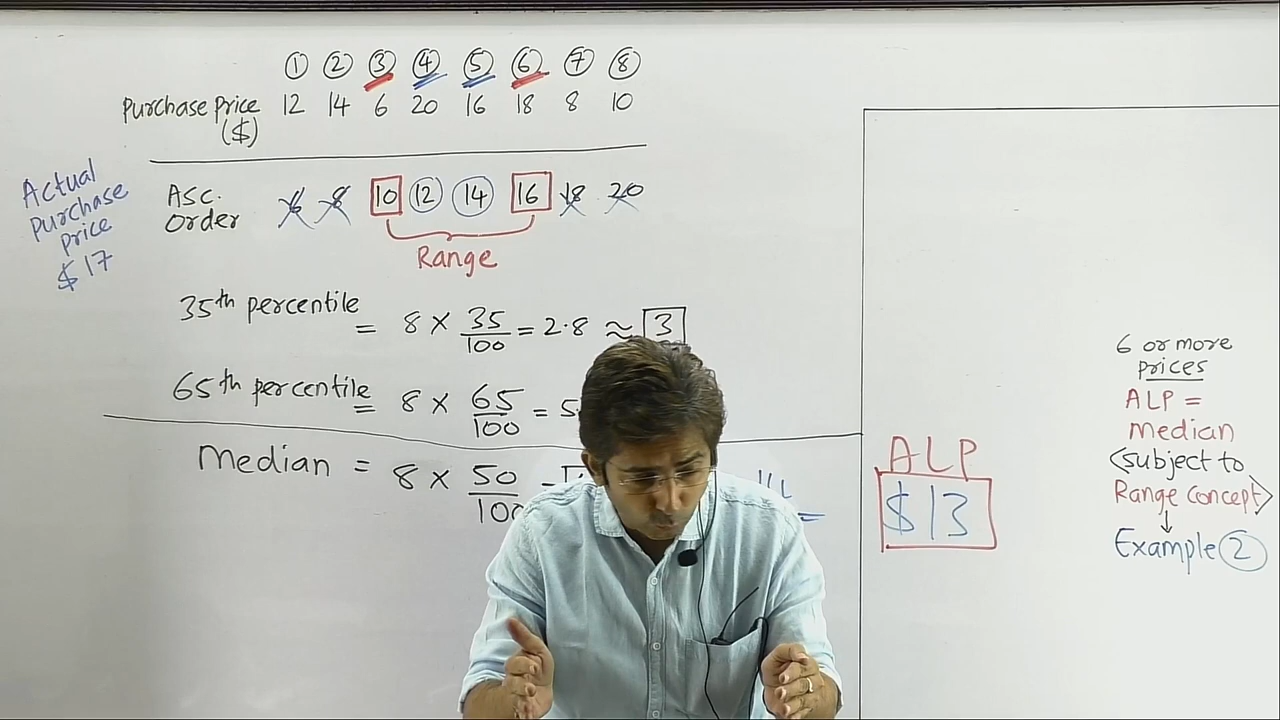 ① ② ③ ④ ⑤ ⑥ ⑦ ⑧
Purchase Price 12 14 6 20 16 18 8 10
($)
Actual
Purchase
Price
$17
Asc. 6 8 10 12 14 16 18 20
Order
Range
35th percentile
= 8 × 35/100 = 2.8 ≈ 3
65th percentile
= 8 × 65/100 = 5.
Median = 8 × 50/100 =
ALP
$13
6 or more
prices
ALP =
median
<subject to
Range concept>
↓
Example ②